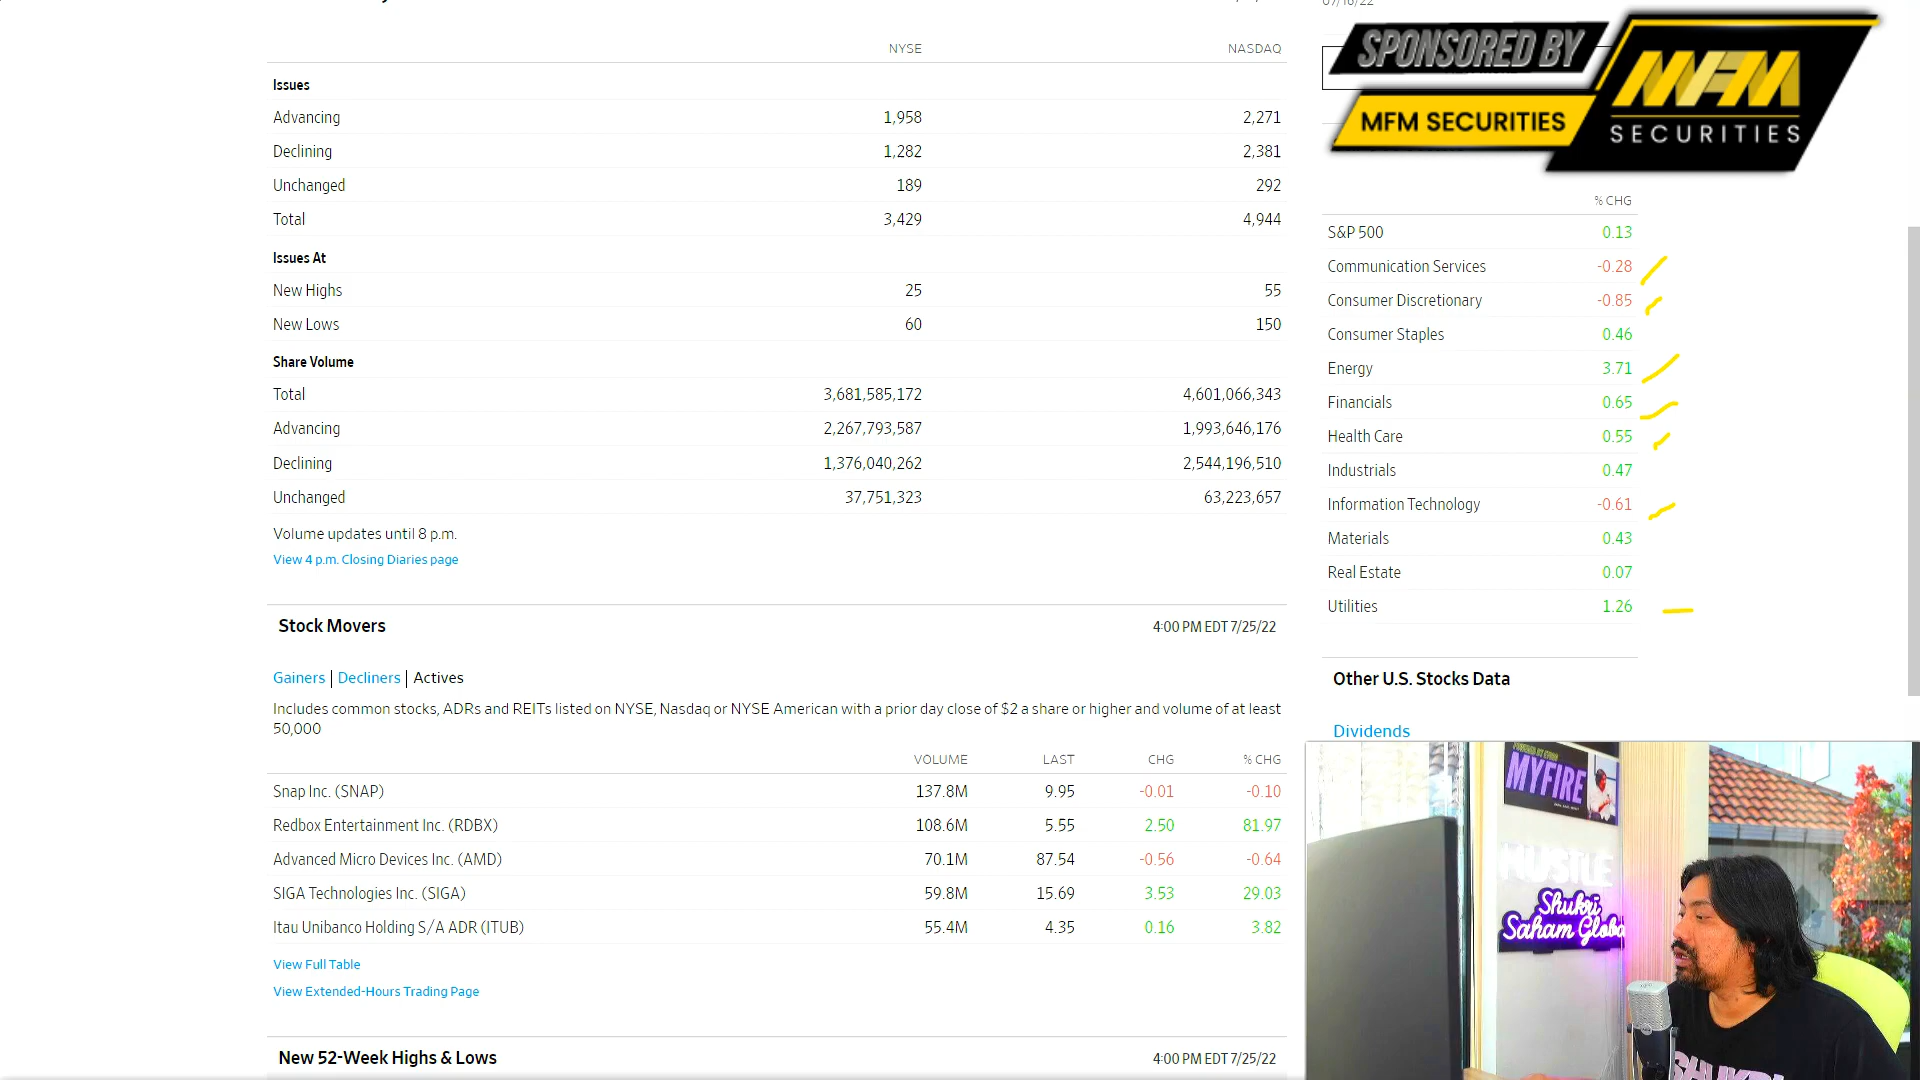 07/18/22
SPONSORED BY
MFM SECURITIES
MFM
SECURITIES
NYSE NASDAQ
Issues
Advancing 1,958 2,271
Declining 1,282 2,381
Unchanged 189 292
Total 3,429 4,944
Issues At
New Highs 25 55
New Lows 60 150
Share Volume
Total 3,681,585,172 4,601,066,343
Advancing 2,267,793,587 1,993,646,176
Declining 1,376,040,262 2,544,196,510
Unchanged 37,751,323 63,223,657
Volume updates until 8 p.m.
View 4 p.m. Closing Diaries page
Stock Movers 4:00 PM EDT 7/25/22
Gainers | Decliners | Actives
Includes common stocks, ADRs and REITs listed on NYSE, Nasdaq or NYSE American with a prior day close of $2 a share or higher and volume of at least
50,000
VOLUME LAST CHG % CHG
Snap Inc. (SNAP) 137.8M 9.95 -0.01 -0.10
Redbox Entertainment Inc. (RDBX) 108.6M 5.55 2.50 81.97
Advanced Micro Devices Inc. (AMD) 70.1M 87.54 -0.56 -0.64
SIGA Technologies Inc. (SIGA) 59.8M 15.69 3.53 29.03
Itau Unibanco Holding S/A ADR (ITUB) 55.4M 4.35 0.16 3.82
View Full Table
View Extended-Hours Trading Page
New 52-Week Highs & Lows 4:00 PM EDT 7/25/22
% CHG
S&P 500 0.13
Communication Services -0.28
Consumer Discretionary -0.85
Consumer Staples 0.46
Energy 3.71
Financials 0.65
Health Care 0.55
Industrials 0.47
Information Technology -0.61
Materials 0.43
Real Estate 0.07
Utilities 1.26
Other U.S. Stocks Data
Dividends
MYFIRE
HUSTLE
Shukri
Saham Global